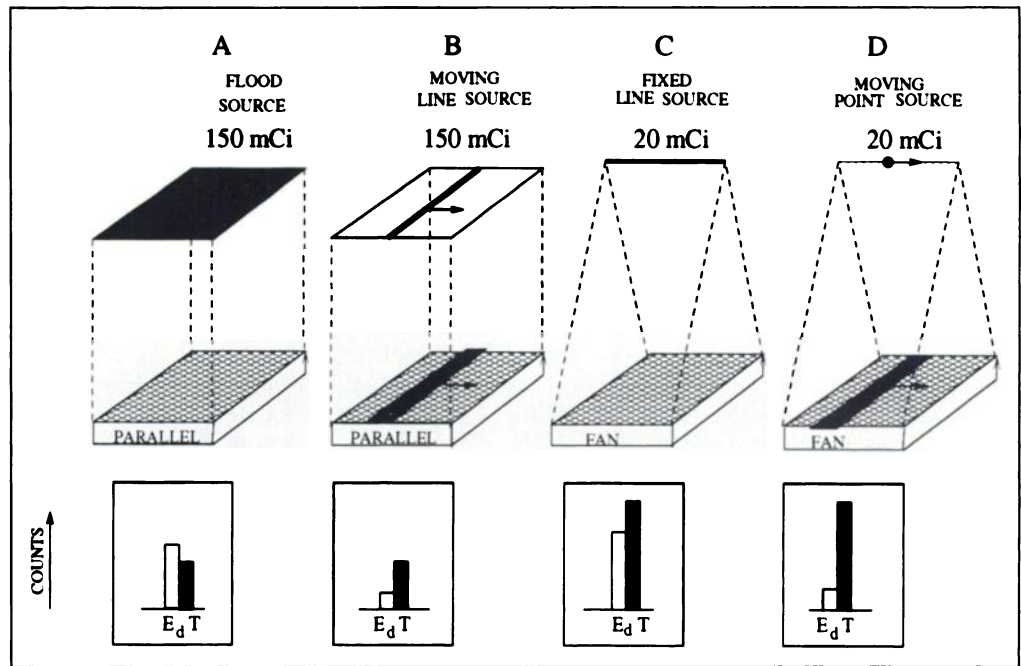 A
FLOOD
SOURCE
150 mCi
B
MOVING
LINE SOURCE
150 mCi
C
FIXED
LINE SOURCE
20 mCi
D
MOVING
POINT SOURCE
20 mCi
PARALLEL
PARALLEL
FAN
FAN
COUNTS
Ed T
Ed T
Ed T
Ed T